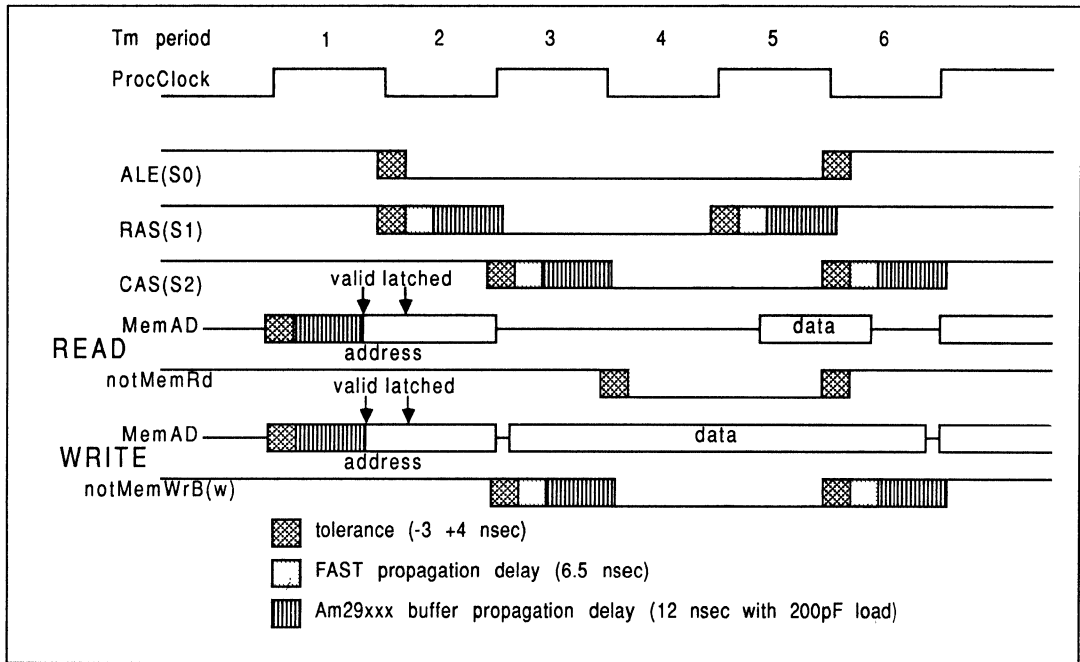 Tm period 1 2 3 4 5 6
ProcClock
ALE(S0)
RAS(S1)
CAS(S2)
valid latched
MemAD
data
READ
address
notMemRd
valid latched
MemAD
data
WRITE
address
notMemWrB(w)
tolerance (-3 +4 nsec)
FAST propagation delay (6.5 nsec)
Am29xxx buffer propagation delay (12 nsec with 200pF load)